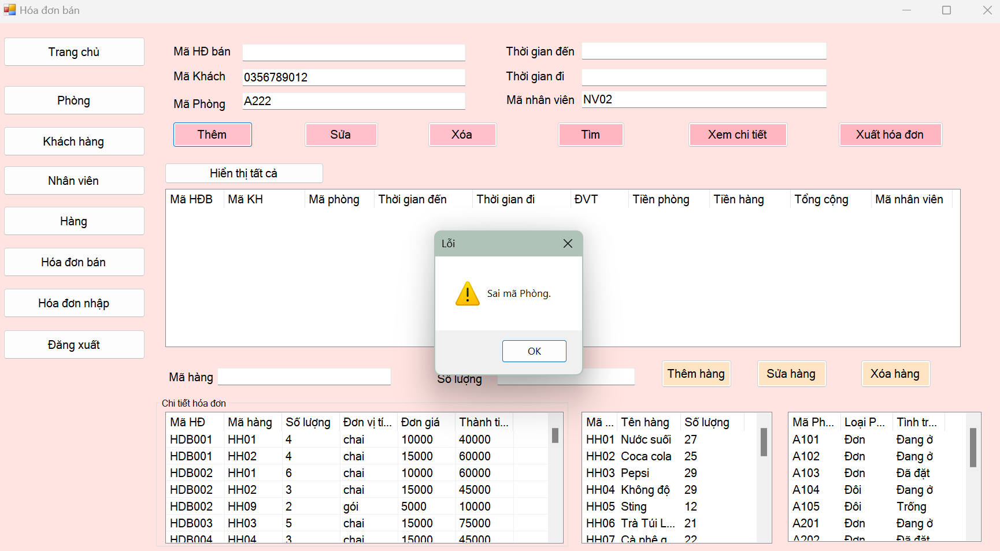 Hóa đơn bán
Trang chủ
Phòng
Khách hàng
Nhân viên
Hàng
Hóa đơn bán
Hóa đơn nhập
Đăng xuất
Mã HĐ bán
Thời gian đến
Mã Khách 0356789012
Thời gian đi
Mã Phòng A222
Mã nhân viên NV02
Thêm Sửa Xóa Tìm Xem chi tiết Xuất hóa đơn
Hiển thị tất cả
Mã HĐB Mã KH Mã phòng Thời gian đến Thời gian đi ĐVT Tiền phòng Tiền hàng Tổng cộng Mã nhân viên
Lỗi
Sai mã Phòng.
OK
Mã hàng Số lượng Thêm hàng Sửa hàng Xóa hàng
Chi tiết hóa đơn
Mã HĐ Mã hàng Số lượng Đơn vị tí... Đơn giá Thành ti...
HDB001 HH01 4 chai 10000 40000
HDB001 HH02 4 chai 15000 60000
HDB002 HH01 6 chai 10000 60000
HDB002 HH02 3 chai 15000 45000
HDB002 HH09 2 gói 5000 10000
HDB003 HH03 5 chai 15000 75000
HDB004 HH04 3 chai 15000 45000
Mã ... Tên hàng Số lượng
HH01 Nước suối 27
HH02 Coca cola 25
HH03 Pepsi 29
HH04 Không độ 29
HH05 Sting 12
HH06 Trà Túi L... 21
HH07 Cà phê g... 22
Mã Ph... Loại P... Tình tr...
A101 Đơn Đang ở
A102 Đơn Đang ở
A103 Đơn Đã đặt
A104 Đôi Đang ở
A105 Đôi Trống
A201 Đơn Đang ở
A202 Đơn Đã đặt